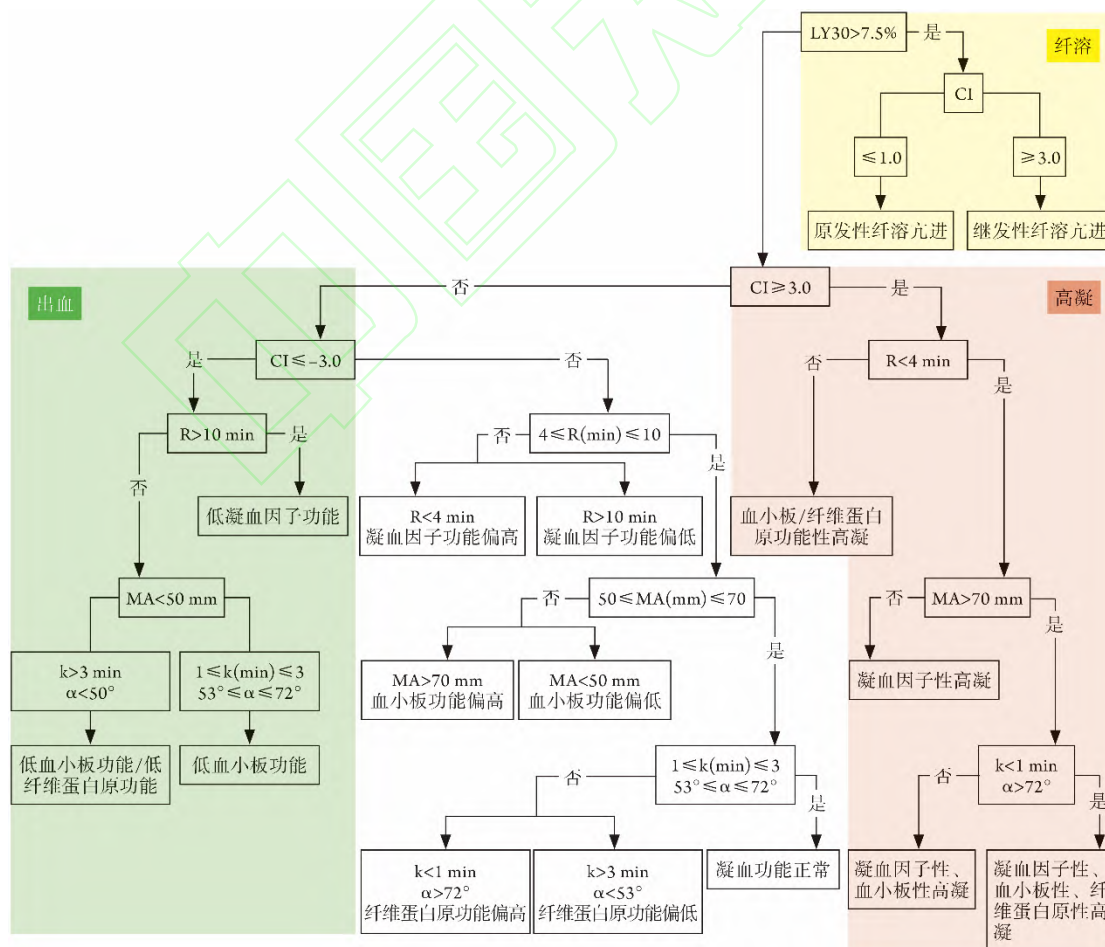 LY30>7.5%
是
纤溶
CI
≤1.0
≥3.0
原发性纤溶亢进
继发性纤溶亢进
出血
否
CI≥3.0
是
高凝
是
CI≤-3.0
否
否
R<4 min
是
R>10 min
是
否
4≤R(min)≤10
是
否
低凝血因子功能
R<4 min
凝血因子功能偏高
R>10 min
凝血因子功能偏低
血小板/纤维蛋白
原功能性高凝
MA<50 mm
否
50≤MA(mm)≤70
是
否
MA>70 mm
是
k>3 min
α<50°
1≤k(min)≤3
53°≤α≤72°
MA>70 mm
血小板功能偏高
MA<50 mm
血小板功能偏低
凝血因子性高凝
低血小板功能/低
纤维蛋白原功能
低血小板功能
否
1≤k(min)≤3
53°≤α≤72°
是
否
k<1 min
α>72°
是
k<1 min
α>72°
纤维蛋白原功能偏高
k>3 min
α<53°
纤维蛋白原功能偏低
凝血功能正常
凝血因子性、
血小板性高凝
凝血因子性、
血小板性、纤
维蛋白原性高
凝